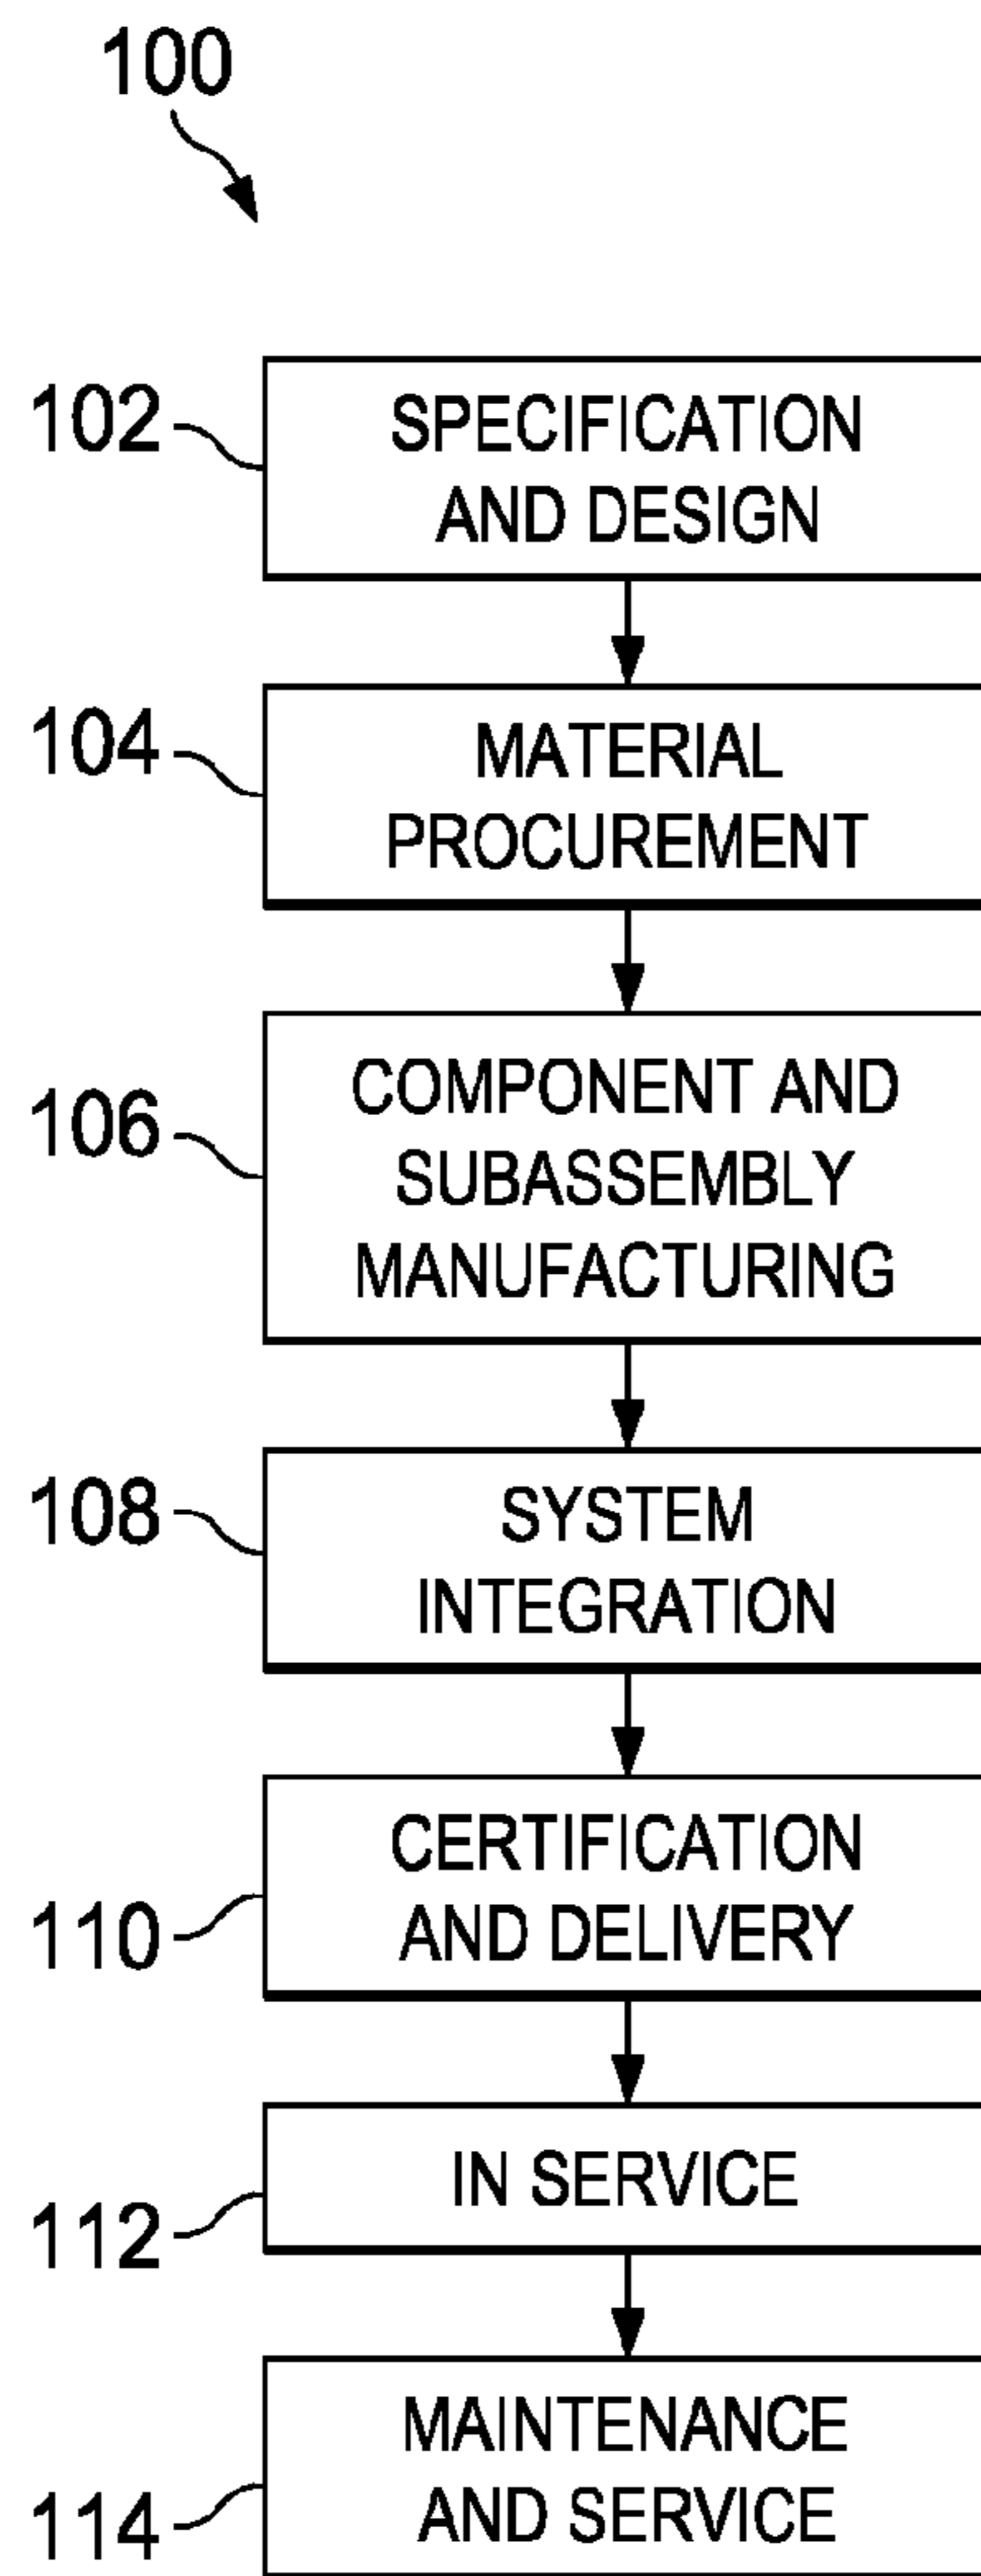 100
102
SPECIFICATION
AND DESIGN
104
MATERIAL
PROCUREMENT
106
COMPONENT AND
SUBASSEMBLY
MANUFACTURING
108
SYSTEM
INTEGRATION
110
CERTIFICATION
AND DELIVERY
112
IN SERVICE
114
MAINTENANCE
AND SERVICE